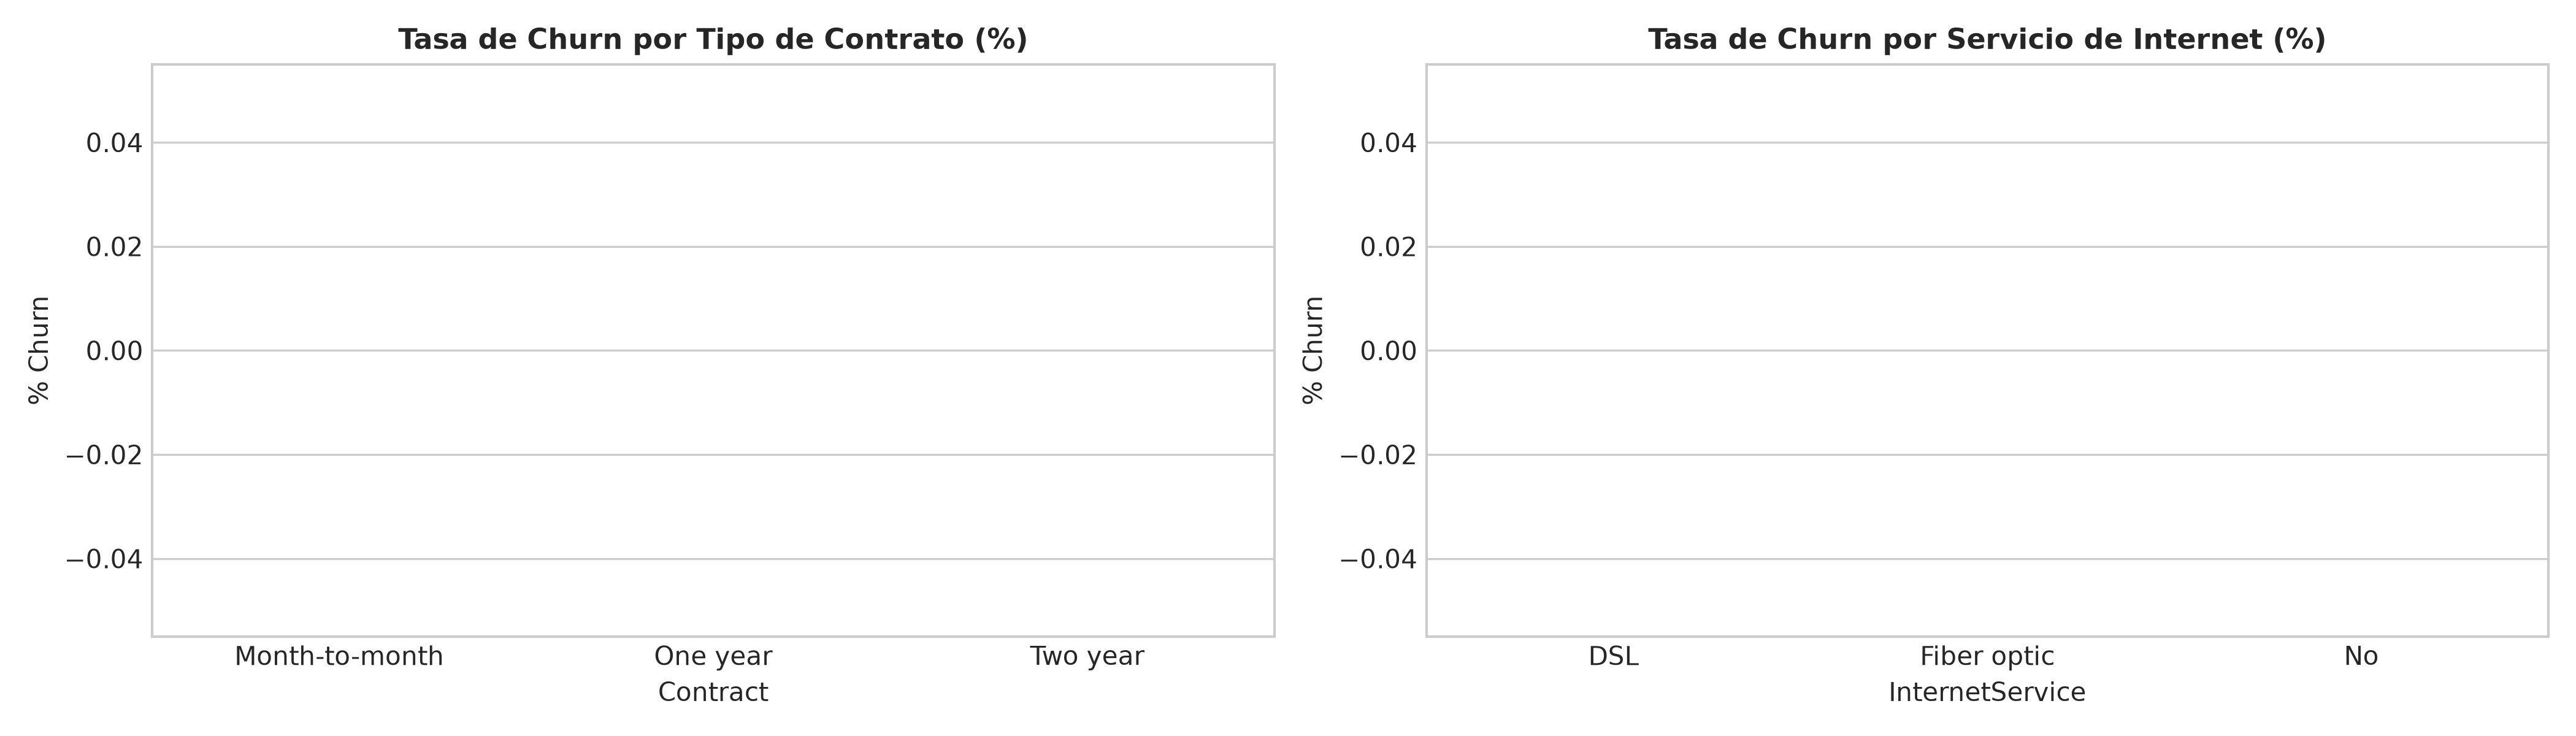 Tasa de Churn por Tipo de Contrato (%)
% Churn
0.04
0.02
0.00
−0.02
−0.04
Month-to-month One year Two year
Contract
Tasa de Churn por Servicio de Internet (%)
% Churn
0.04
0.02
0.00
−0.02
−0.04
DSL Fiber optic No
InternetService